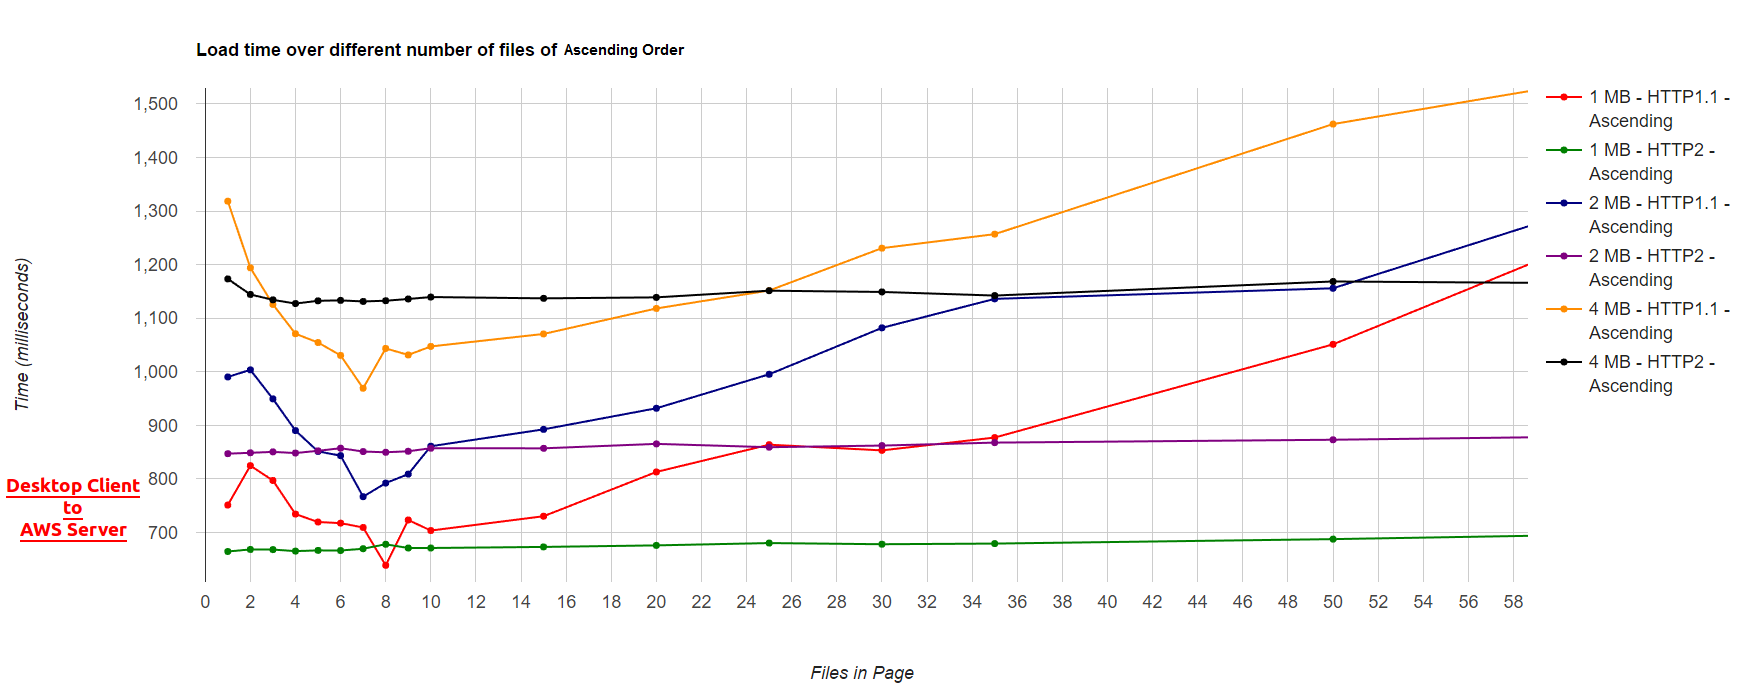 Load time over different number of files of Ascending Order
1,500
1,400
1,300
1,200
1,100
1,000
900
800
700
Time (milliseconds)
Desktop Client
to
AWS Server
0 2 4 6 8 10 12 14 16 18 20 22 24 26 28 30 32 34 36 38 40 42 44 46 48 50 52 54 56 58
Files in Page
1 MB - HTTP1.1 -
Ascending
1 MB - HTTP2 -
Ascending
2 MB - HTTP1.1 -
Ascending
2 MB - HTTP2 -
Ascending
4 MB - HTTP1.1 -
Ascending
4 MB - HTTP2 -
Ascending